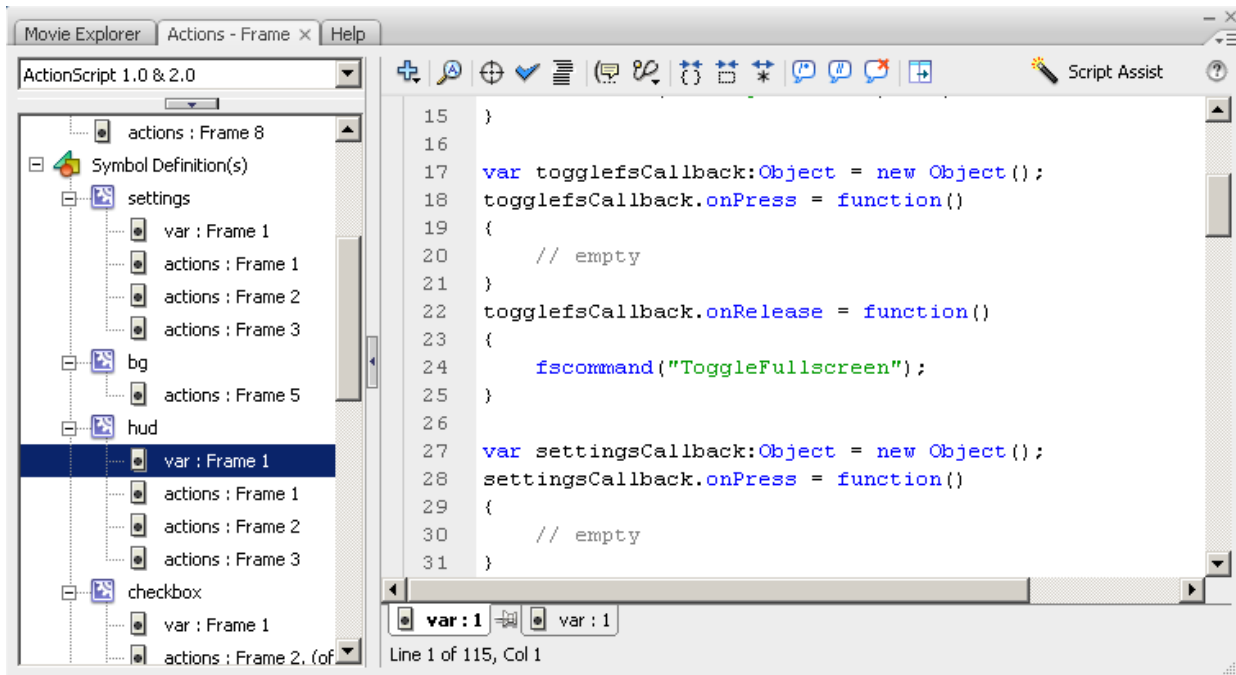 Movie Explorer Actions - Frame × Help
ActionScript 1.0 & 2.0
Script Assist
actions : Frame 8
Symbol Definition(s)
settings
var : Frame 1
actions : Frame 1
actions : Frame 2
actions : Frame 3
bg
actions : Frame 5
hud
var : Frame 1
actions : Frame 1
actions : Frame 2
actions : Frame 3
checkbox
var : Frame 1
actions : Frame 2, (of
15 }
16
17 var togglefsCallback:Object = new Object();
18 togglefsCallback.onPress = function()
19 {
20 // empty
21 }
22 togglefsCallback.onRelease = function()
23 {
24 fscommand("ToggleFullscreen");
25 }
26
27 var settingsCallback:Object = new Object();
28 settingsCallback.onPress = function()
29 {
30 // empty
31 }
var : 1 var : 1
Line 1 of 115, Col 1